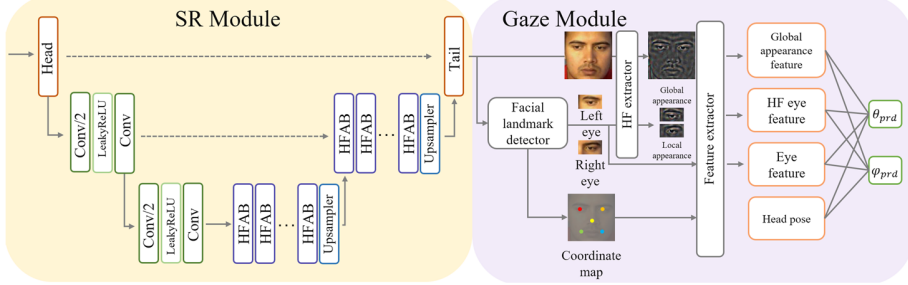 SR Module
Gaze Module
Head
Tail
Conv/2
LeakyReLU
Conv
HFAB
HFAB
...
HFAB
Upsampler
Conv/2
LeakyReLU
Conv
HFAB
HFAB
...
HFAB
Upsampler
Facial
landmark
detector
Left
eye
Right
eye
HF extractor
Global
appearance
Local
appearance
Coordinate
map
Feature extractor
Global
appearance
feature
HF eye
feature
Eye
feature
Head pose
θ_prd
φ_prd